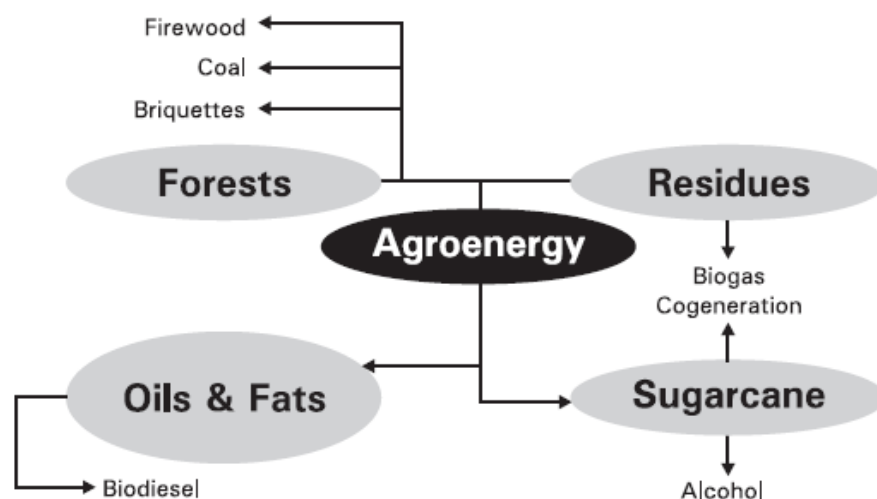 Firewood
Coal
Briquettes
Forests
Residues
Agroenergy
Biogas
Cogeneration
Oils & Fats
Sugarcane
Biodiesel
Alcohol